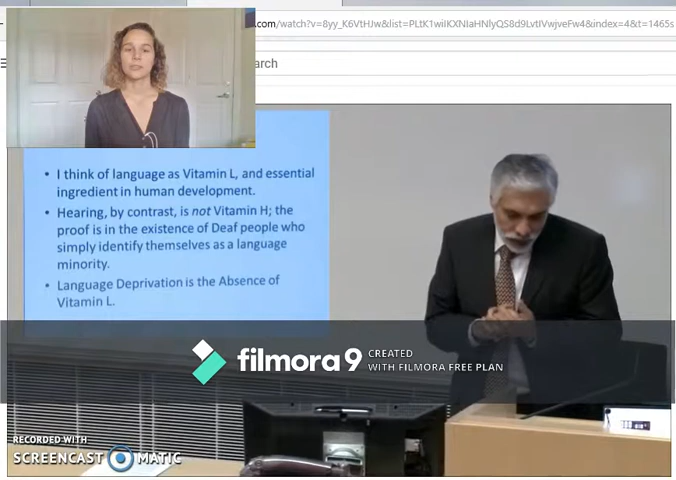 .com/watch?v=8yy_K6VtHJw&list=PLtK1wiIKXNIaHNlyQS8d9LvtIVwjveFw4&index=4&t=1465s
arch
• I think of language as Vitamin L, and essential
ingredient in human development.
• Hearing, by contrast, is not Vitamin H; the
proof is in the existence of Deaf people who
simply identify themselves as a language
minority.
• Language Deprivation is the Absence of
Vitamin L.
filmora9 CREATED
WITH FILMORA FREE PLAN
RECORDED WITH
SCREENCAST MATIC